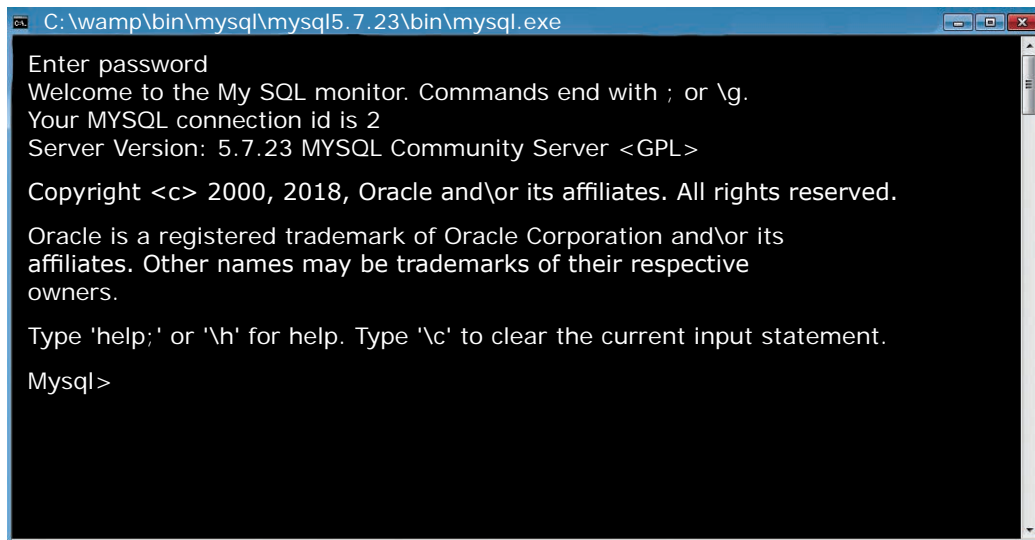 C:\wamp\bin\mysql\mysql5.7.23\bin\mysql.exe
Enter password
Welcome to the My SQL monitor. Commands end with ; or \g.
Your MYSQL connection id is 2
Server Version: 5.7.23 MYSQL Community Server <GPL>
Copyright <c> 2000, 2018, Oracle and\or its affiliates. All rights reserved.
Oracle is a registered trademark of Oracle Corporation and\or its
affiliates. Other names may be trademarks of their respective
owners.
Type 'help;' or '\h' for help. Type '\c' to clear the current input statement.
Mysql>